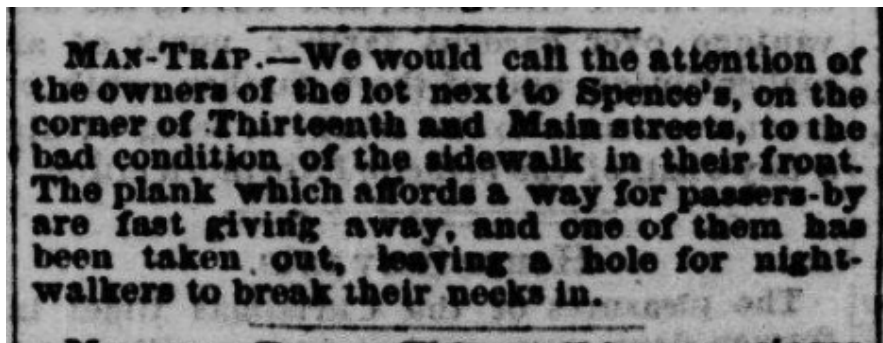 MAN-TRAP.—We would call the attention of
the owners of the lot next to Spence's, on the
corner of Thirteenth and Main streets, to the
bad condition of the sidewalk in their front.
The plank which affords a way for passers-by
are fast giving away, and one of them has
been taken out, leaving a hole for night-
walkers to break their necks in.